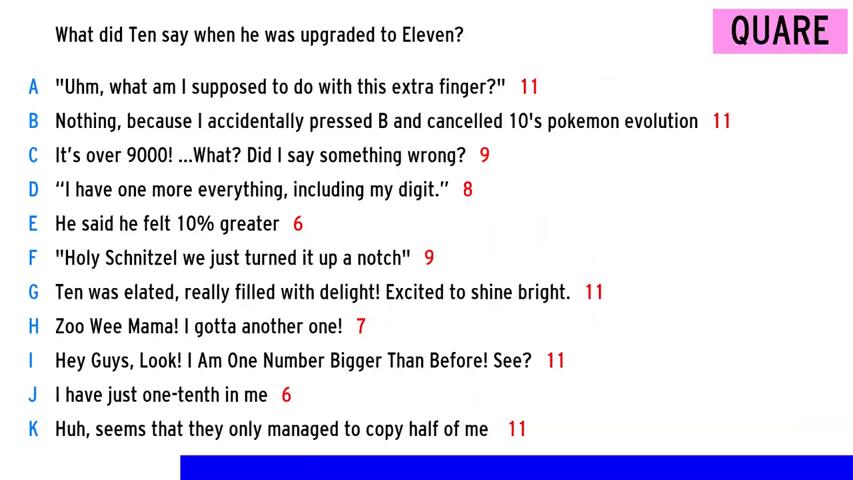 What did Ten say when he was upgraded to Eleven?
QUARE
A "Uhm, what am I supposed to do with this extra finger?" 11
B Nothing, because I accidentally pressed B and cancelled 10's pokemon evolution 11
C It's over 9000! ...What? Did I say something wrong? 9
D “I have one more everything, including my digit.” 8
E He said he felt 10% greater 6
F "Holy Schnitzel we just turned it up a notch" 9
G Ten was elated, really filled with delight! Excited to shine bright. 11
H Zoo Wee Mama! I gotta another one! 7
I Hey Guys, Look! I Am One Number Bigger Than Before! See? 11
J I have just one-tenth in me 6
K Huh, seems that they only managed to copy half of me 11